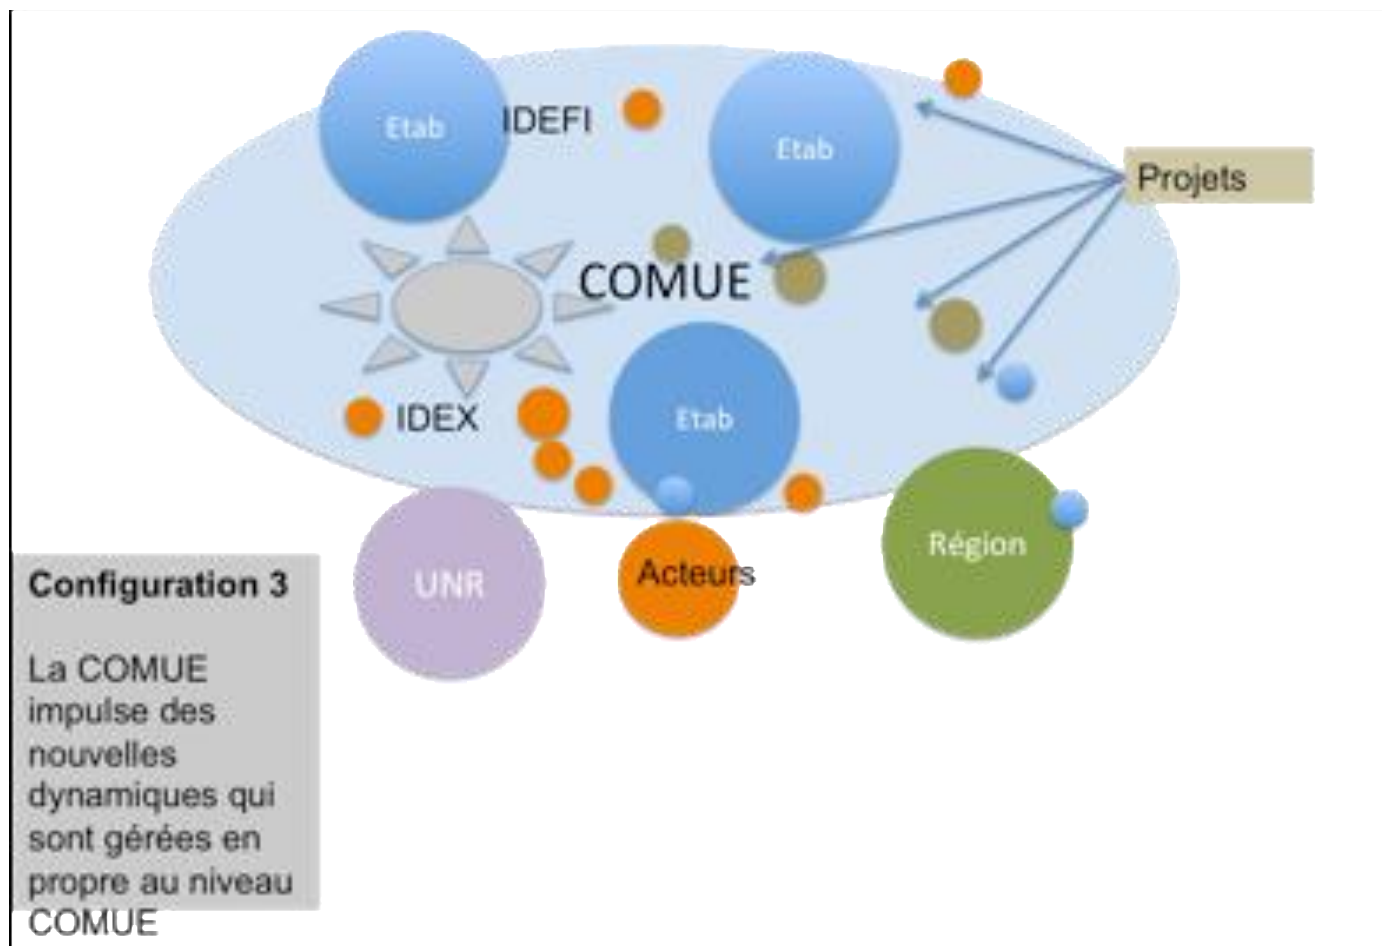 Etab
IDEFI
Etab
Projets
COMUE
IDEX
Etab
UNR
Acteurs
Région
Configuration 3
La COMUE
impulse des
nouvelles
dynamiques qui
sont gérées en
propre au niveau
COMUE